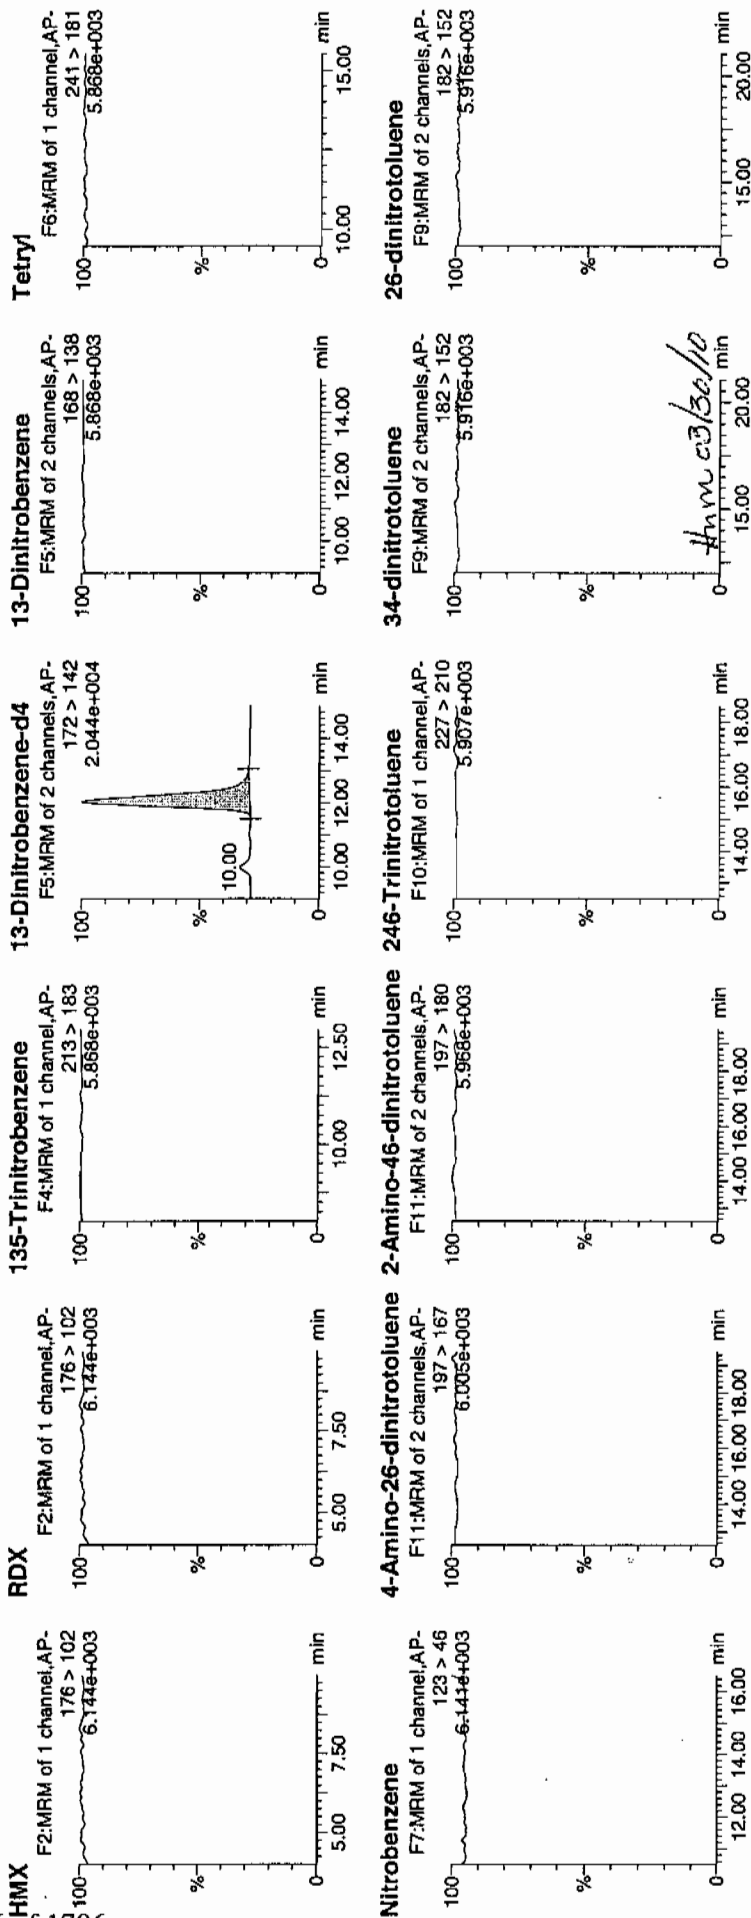 HMX
F2:MRM of 1 channel,AP-
176 > 102
6.144e+003
100
%
0
5.00 7.50 min
RDX
F2:MRM of 1 channel,AP-
176 > 102
6.144e+003
100
%
0
5.00 7.50 min
135-Trinitrobenzene
F4:MRM of 1 channel,AP-
213 > 183
5.868e+003
100
%
0
10.00 12.50 min
13-Dinitrobenzene-d4
F5:MRM of 2 channels,AP-
172 > 142
2.044e+004
100
10.00
%
0
10.00 12.00 14.00 min
13-Dinitrobenzene
F5:MRM of 2 channels,AP-
168 > 138
5.868e+003
100
%
0
10.00 12.00 14.00 min
Tetryl
F6:MRM of 1 channel,AP-
241 > 181
5.868e+003
100
%
0
10.00 15.00 min
Nitrobenzene
F7:MRM of 1 channel,AP-
123 > 46
6.141e+003
100
%
0
12.00 14.00 16.00 min
4-Amino-26-dinitrotoluene
F11:MRM of 2 channels,AP-
197 > 167
6.005e+003
100
%
0
14.00 16.00 18.00 min
2-Amino-46-dinitrotoluene
F11:MRM of 2 channels,AP-
197 > 180
5.968e+003
100
%
0
14.00 16.00 18.00 min
246-Trinitrotoluene
F10:MRM of 1 channel,AP-
227 > 210
5.907e+003
100
%
0
14.00 16.00 18.00 min
34-dinitrotoluene
F9:MRM of 2 channels,AP-
182 > 152
5.916e+003
100
%
0
15.00 20.00 min
03/30/10
26-dinitrotoluene
F9:MRM of 2 channels,AP-
182 > 152
5.916e+003
100
%
0
15.00 20.00 min